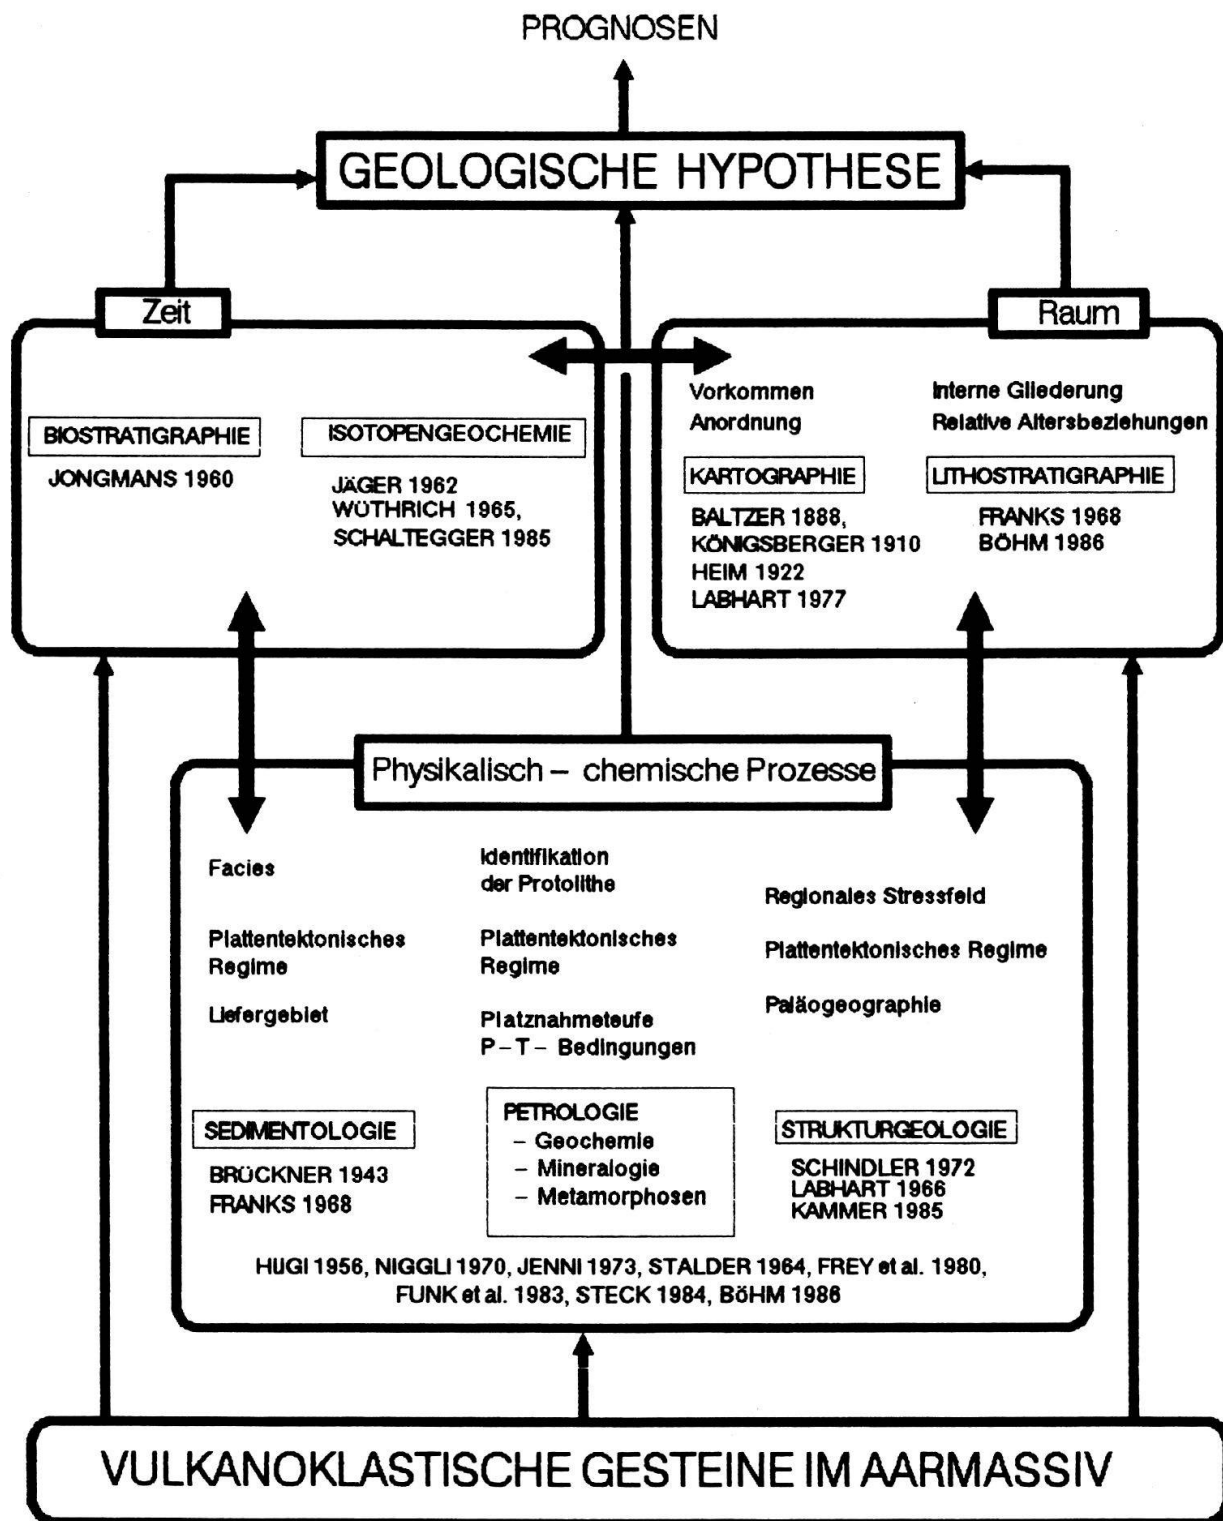 PROGNOSEN
GEOLOGISCHE HYPOTHESE
Zeit
BIOSTRATIGRAPHIE
JONGMANS 1960
ISOTOPENGEOCHEMIE
JÄGER 1962
WÜTHRICH 1965,
SCHALTEGGER 1985
Raum
Vorkommen
Anordnung
KARTOGRAPHIE
BALTZER 1888,
KÖNIGSBERGER 1910
HEIM 1922
LABHART 1977
Interne Gliederung
Relative Altersbeziehungen
LITHOSTRATIGRAPHIE
FRANKS 1968
BÖHM 1986
Physikalisch – chemische Prozesse
Facies
Plattentektonisches
Regime
Liefergebiet
SEDIMENTOLOGIE
BRÜCKNER 1943
FRANKS 1968
Identifikation
der Protolithe
Plattentektonisches
Regime
Platznahmeteufe
P – T – Bedingungen
PETROLOGIE
– Geochemie
– Mineralogie
– Metamorphosen
Regionales Stressfeld
Plattentektonisches Regime
Paläogeographie
STRUKTURGEOLOGIE
SCHINDLER 1972
LABHART 1966
KAMMER 1985
HÜGI 1956, NIGGLI 1970, JENNI 1973, STALDER 1964, FREY et al. 1980,
FUNK et al. 1983, STECK 1984, BöHM 1986
VULKANOKLASTISCHE GESTEINE IM AARMASSIV